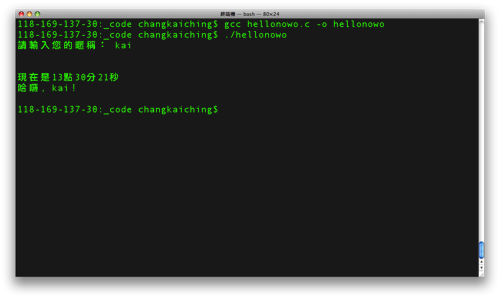 終端機 — bash — 80×24
118-169-137-30:_code changkaiching$ gcc hellonowo.c -o hellonowo
118-169-137-30:_code changkaiching$ ./hellonowo
請輸入您的暱稱： kai
現在是13點30分21秒
哈囉，kai！
118-169-137-30:_code changkaiching$